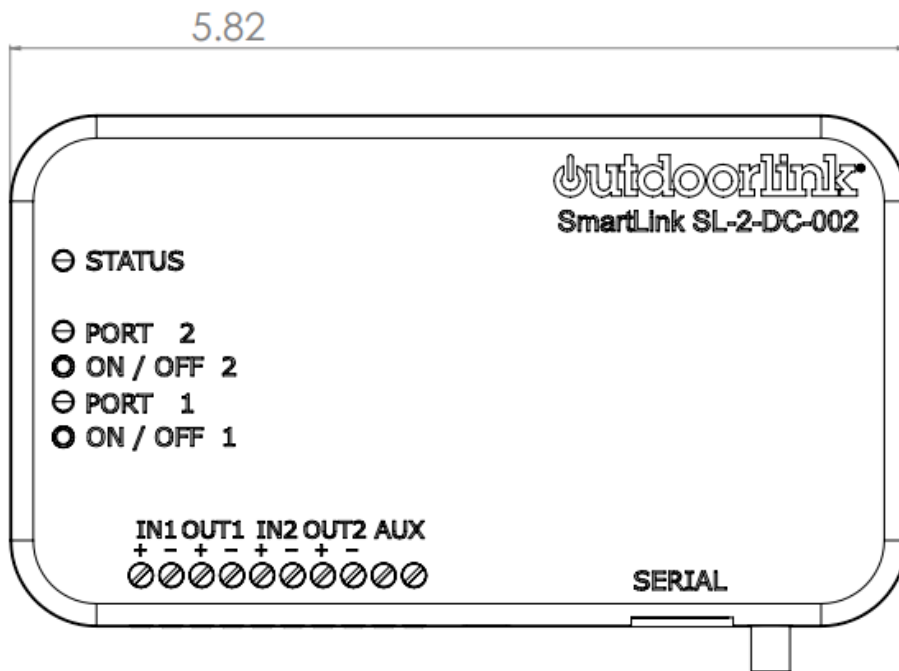 5.82
outdoorlink
SmartLink SL-2-DC-002
STATUS
PORT 2
ON / OFF 2
PORT 1
ON / OFF 1
IN1 OUT1 IN2 OUT2 AUX
+ - + - + - + -
SERIAL